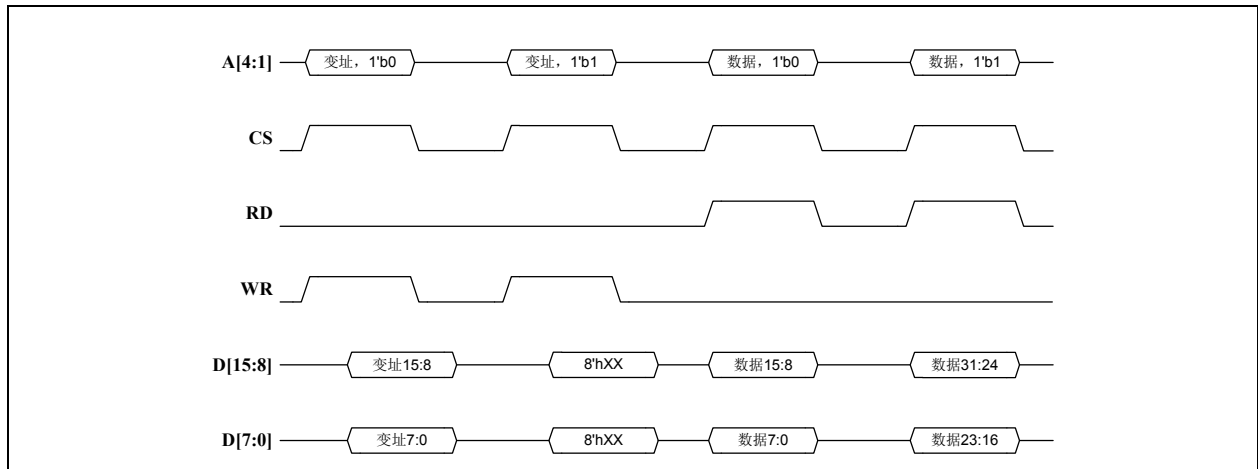 A[4:1] 变址，1'b0 变址，1'b1 数据，1'b0 数据，1'b1
CS
RD
WR
D[15:8] 变址15:8 8'hXX 数据15:8 数据31:24
D[7:0] 变址7:0 8'hXX 数据7:0 数据23:16